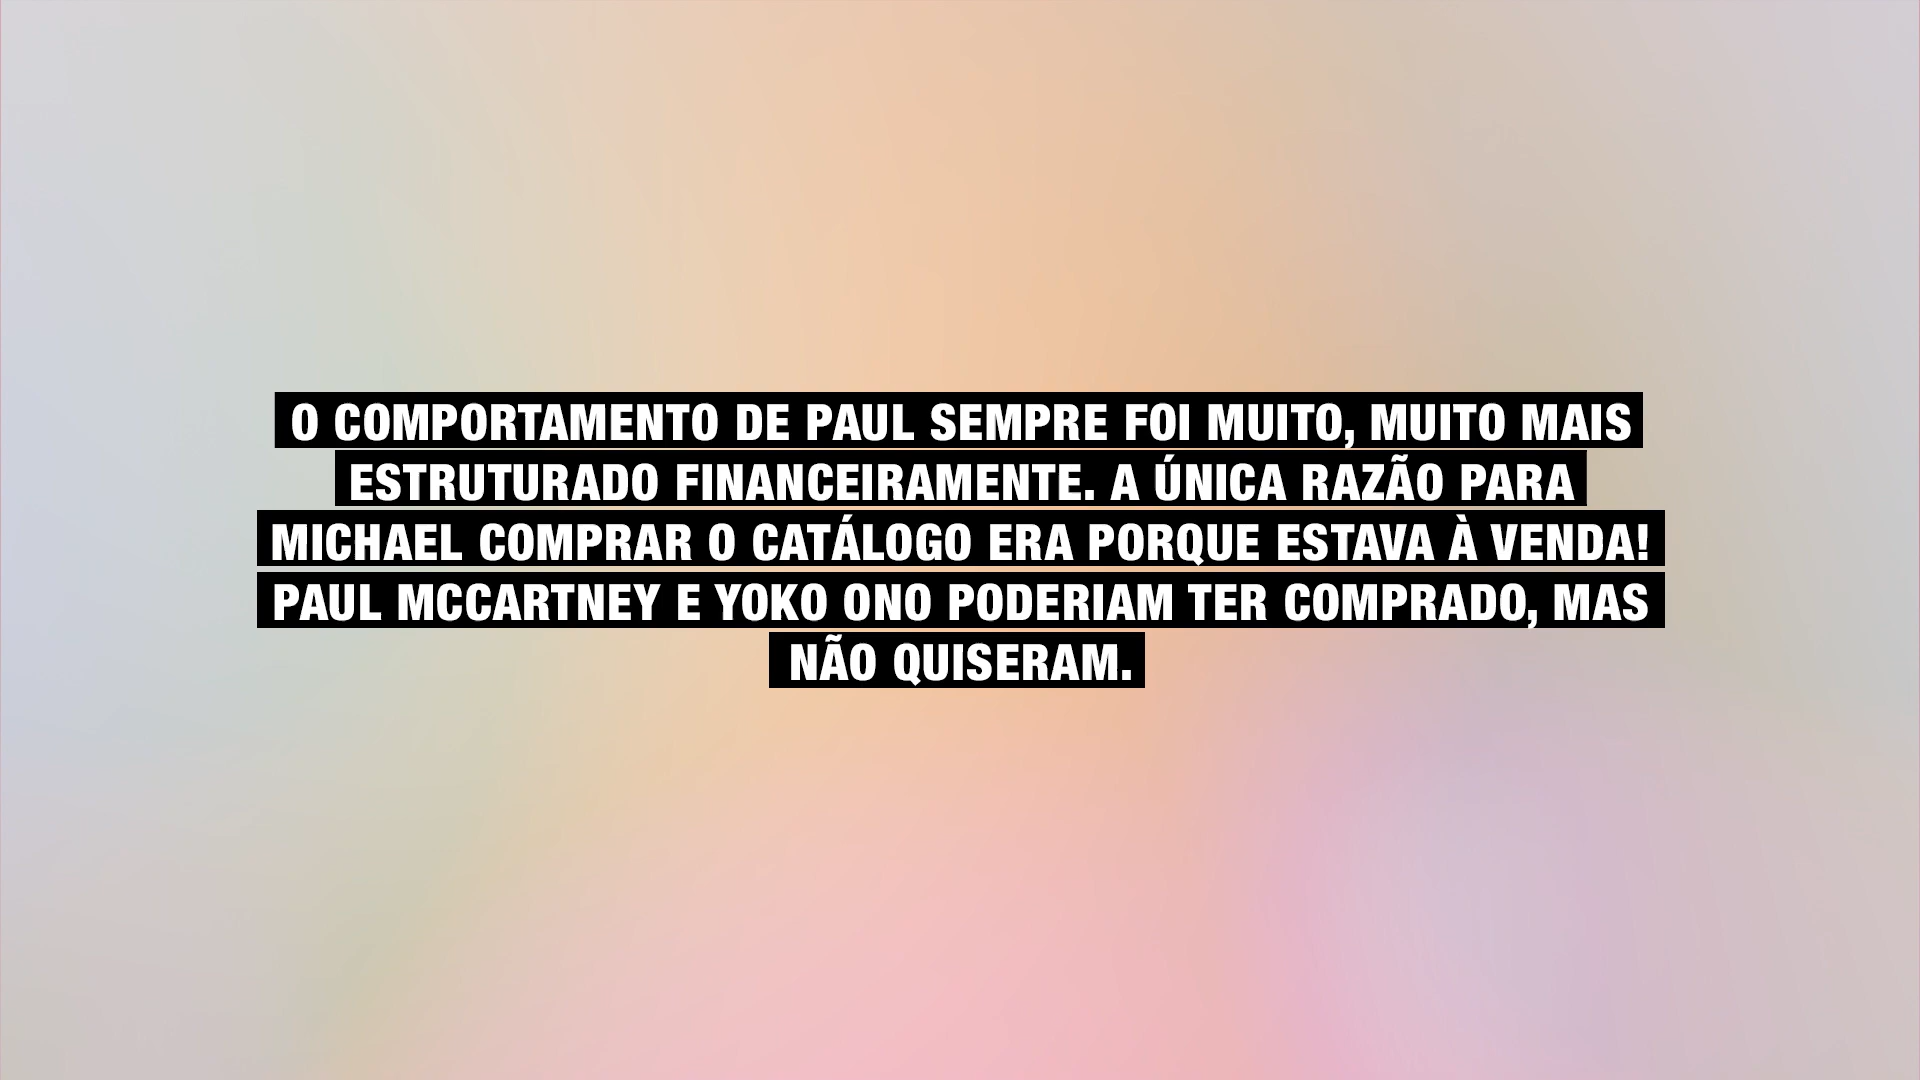 O COMPORTAMENTO DE PAUL SEMPRE FOI MUITO, MUITO MAIS
ESTRUTURADO FINANCEIRAMENTE. A ÚNICA RAZÃO PARA
MICHAEL COMPRAR O CATÁLOGO ERA PORQUE ESTAVA À VENDA!
PAUL MCCARTNEY E YOKO ONO PODERIAM TER COMPRADO, MAS
NÃO QUISERAM.